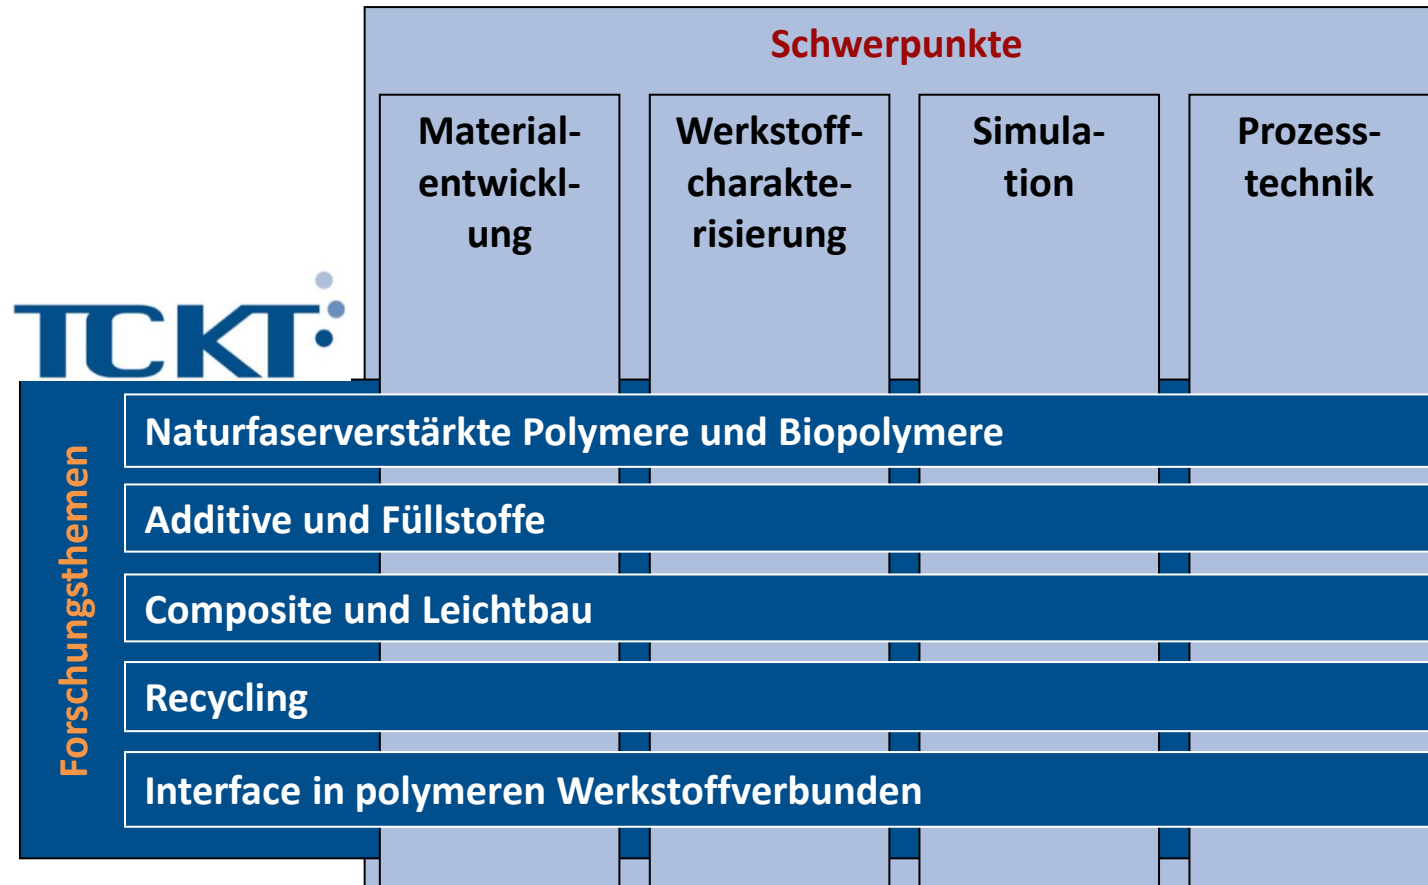 Schwerpunkte
Material-
entwickl-
ung
Werkstoff-
charakte-
risierung
Simula-
tion
Prozess-
technik
TCKT
Forschungsthemen
Naturfaserverstärkte Polymere und Biopolymere
Additive und Füllstoffe
Composite und Leichtbau
Recycling
Interface in polymeren Werkstoffverbunden